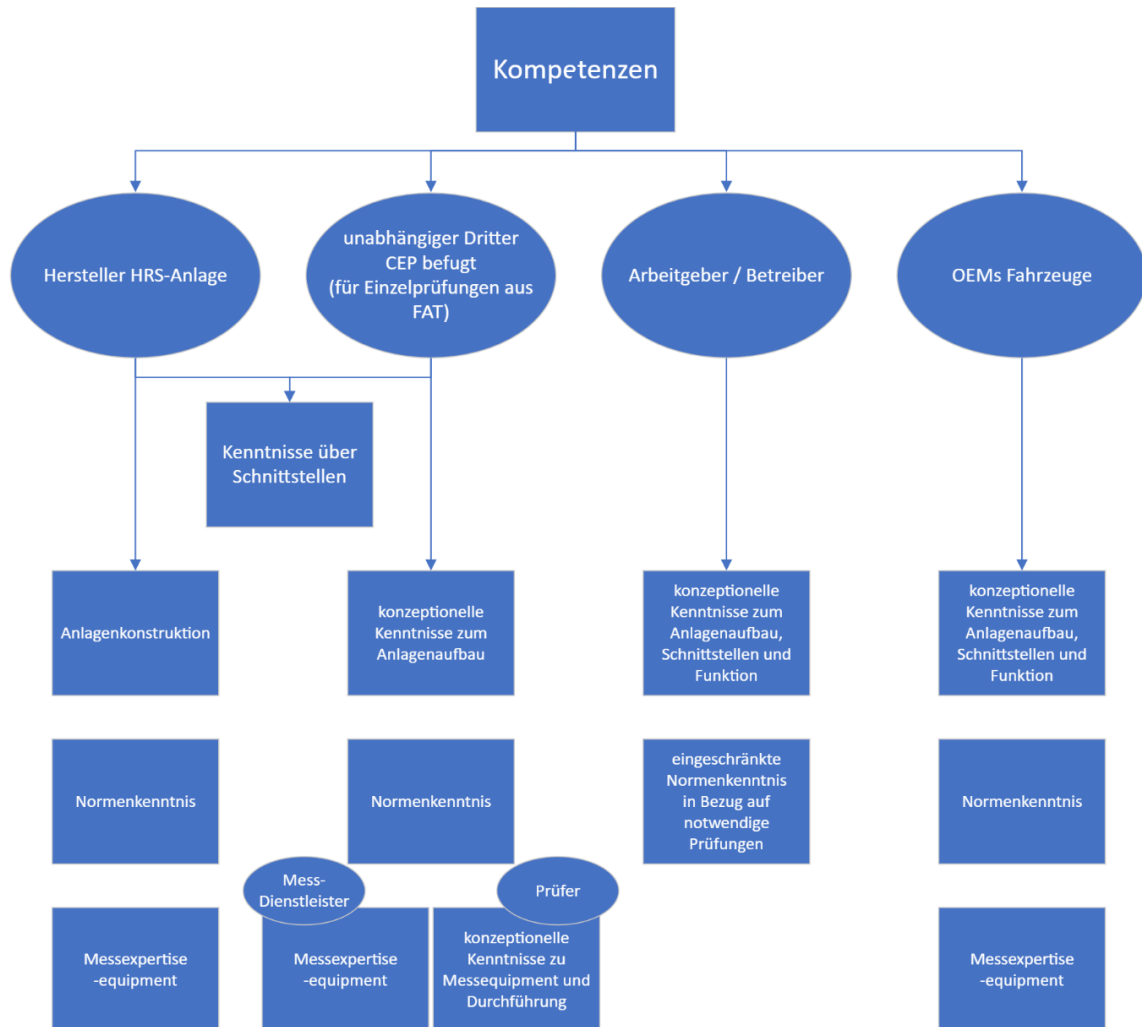 Kompetenzen
Hersteller HRS-Anlage
unabhängiger Dritter
CEP befugt
(für Einzelprüfungen aus
FAT)
Arbeitgeber / Betreiber
OEMs Fahrzeuge
Kenntnisse über
Schnittstellen
Anlagenkonstruktion
konzeptionelle
Kenntnisse zum
Anlagenaufbau
konzeptionelle
Kenntnisse zum
Anlagenaufbau,
Schnittstellen und
Funktion
konzeptionelle
Kenntnisse zum
Anlagenaufbau,
Schnittstellen und
Funktion
Normenkenntnis
Normenkenntnis
eingeschränkte
Normenkenntnis
in Bezug auf
notwendige
Prüfungen
Normenkenntnis
Mess-
Dienstleister
Prüfer
Messexpertise
-equipment
Messexpertise
-equipment
konzeptionelle
Kenntnisse zu
Messequipment und
Durchführung
Messexpertise
-equipment